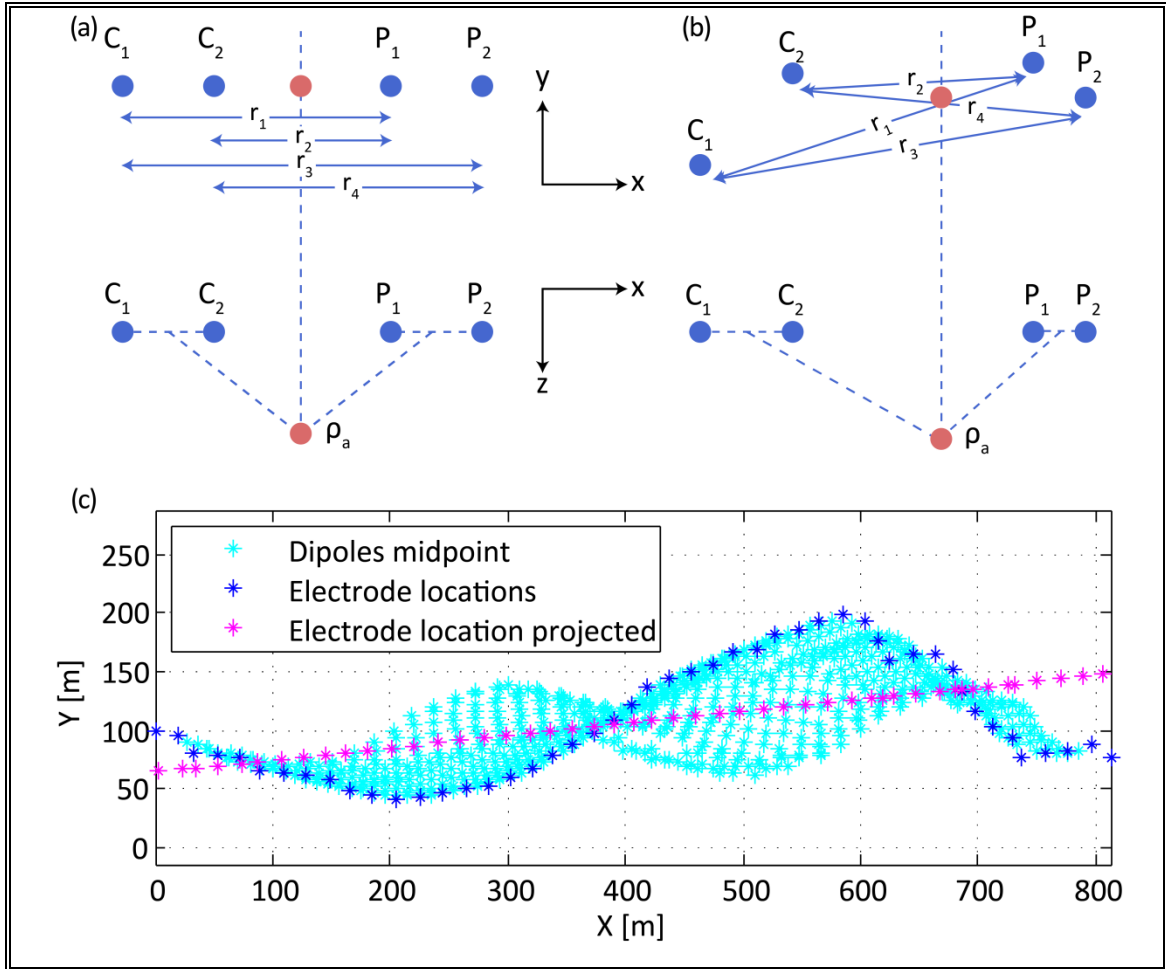 (a)
C₁ C₂ P₁ P₂
r₁
r₂
r₃
r₄
y
x
C₁ C₂ P₁ P₂
x
z
ρₐ
(b)
C₂ P₁
P₂
r₂
r₄
r₁
r₃
C₁
C₁ C₂ P₁ P₂
ρₐ
(c)
Dipoles midpoint
Electrode locations
Electrode location projected
Y [m]
250
200
150
100
50
0
0 100 200 300 400 500 600 700 800
X [m]